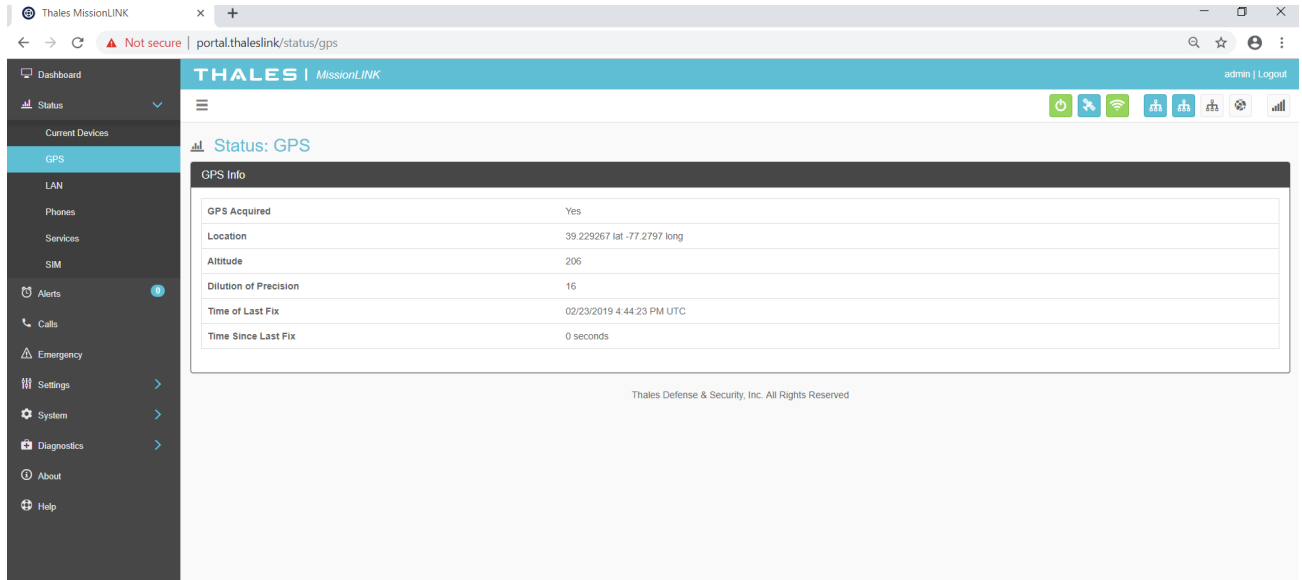 Thales MissionLINK
Not secure | portal.thaleslink/status/gps
Dashboard
THALES | MissionLINK
admin | Logout
Status
Current Devices
GPS
LAN
Phones
Services
SIM
Alerts
0
Calls
Emergency
Settings
System
Diagnostics
About
Help
Status: GPS
GPS Info
GPS Acquired Yes
Location 39.229267 lat -77.2797 long
Altitude 206
Dilution of Precision 16
Time of Last Fix 02/23/2019 4:44:23 PM UTC
Time Since Last Fix 0 seconds
Thales Defense & Security, Inc. All Rights Reserved